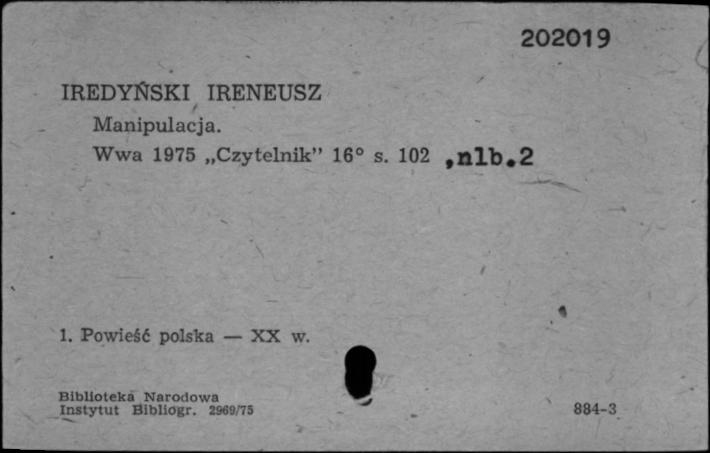 202019
IREDYŃSKI IRENEUSZ
Manipulacja.
Wwa 1975 „Czytelnik” 16° s. 102 ,nlb.2
1. Powieść polska — XX w.
Biblioteka Narodowa
Instytut Bibliogr. 2969/75
884-3